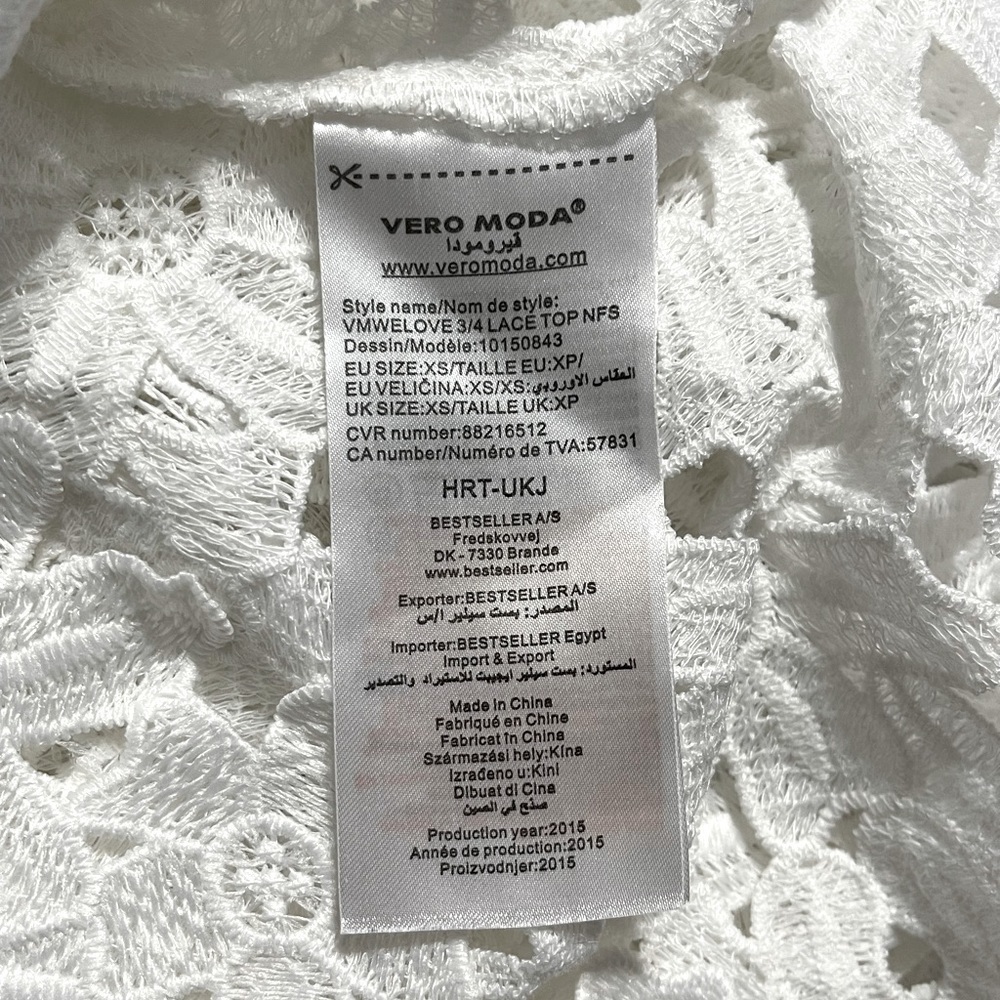 VERO MODA®
ڤيرومودا
www.veromoda.com
Style name/Nom de style:
VMWELOVE 3/4 LACE TOP NFS
Dessin/Modèle:10150843
EU SIZE:XS/TAILLE EU:XP/
EU VELIČINA:XS/XS:المقاس الاوروبي
UK SIZE:XS/TAILLE UK:XP
CVR number:88216512
CA number/Numéro de TVA:57831
HRT-UKJ
BESTSELLER A/S
Fredskovvej
DK - 7330 Brande
www.bestseller.com
Exporter:BESTSELLER A/S
المصدر: بست سيلير ا/س
Importer:BESTSELLER Egypt
Import & Export
المستورد: بست سيلير ايجيبت للاستيراد والتصدير
Made in China
Fabriqué en Chine
Fabricat în China
Származási hely:Kína
Izrađeno u:Kini
Dibuat di Cina
صنع في الصين
Production year:2015
Année de production:2015
Proizvodnjer:2015